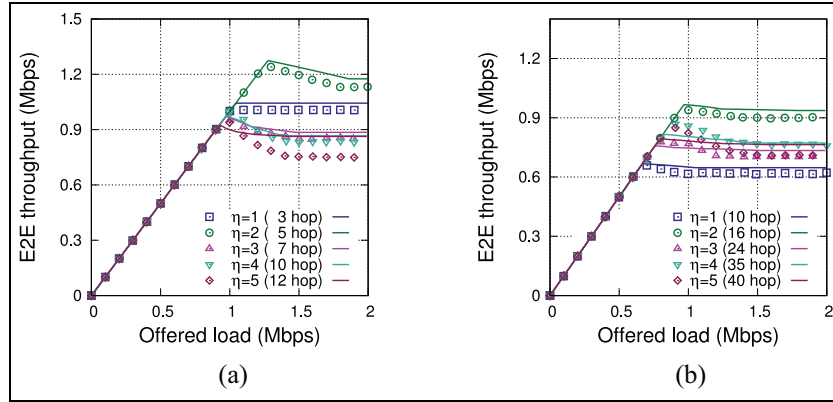 1.5
1.2
0.9
0.6
0.3
0
E2E throughput (Mbps)
η=1 ( 3 hop)
η=2 ( 5 hop)
η=3 ( 7 hop)
η=4 (10 hop)
η=5 (12 hop)
0 0.5 1 1.5 2
Offered load (Mbps)
(a)
1.2
0.9
0.6
0.3
0
E2E throughput (Mbps)
η=1 (10 hop)
η=2 (16 hop)
η=3 (24 hop)
η=4 (35 hop)
η=5 (40 hop)
0 0.5 1 1.5 2
Offered load (Mbps)
(b)